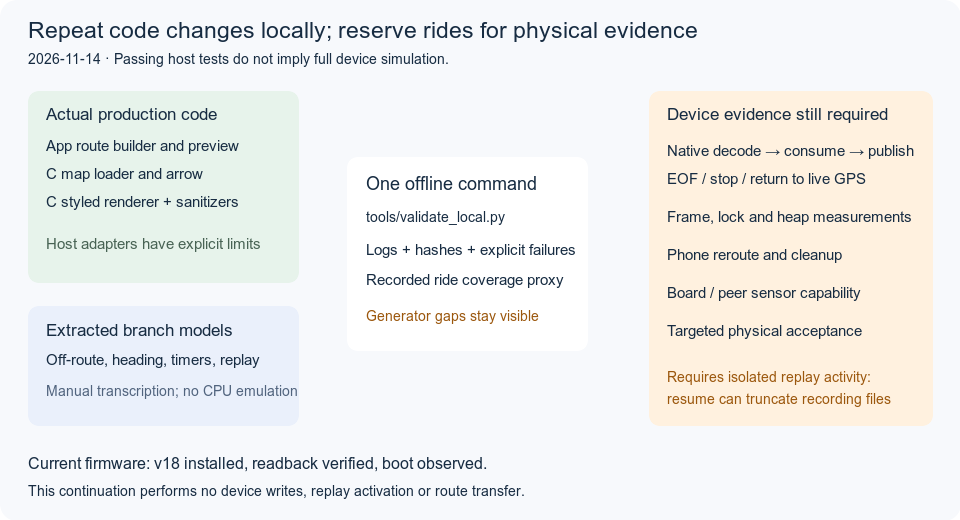 Repeat code changes locally; reserve rides for physical evidence
2026-11-14 · Passing host tests do not imply full device simulation.
Actual production code
App route builder and preview
C map loader and arrow
C styled renderer + sanitizers
Host adapters have explicit limits
Extracted branch models
Off-route, heading, timers, replay
Manual transcription; no CPU emulation
One offline command
tools/validate_local.py
Logs + hashes + explicit failures
Recorded ride coverage proxy
Generator gaps stay visible
Device evidence still required
Native decode → consume → publish
EOF / stop / return to live GPS
Frame, lock and heap measurements
Phone reroute and cleanup
Board / peer sensor capability
Targeted physical acceptance
Requires isolated replay activity:
resume can truncate recording files
Current firmware: v18 installed, readback verified, boot observed.
This continuation performs no device writes, replay activation or route transfer.